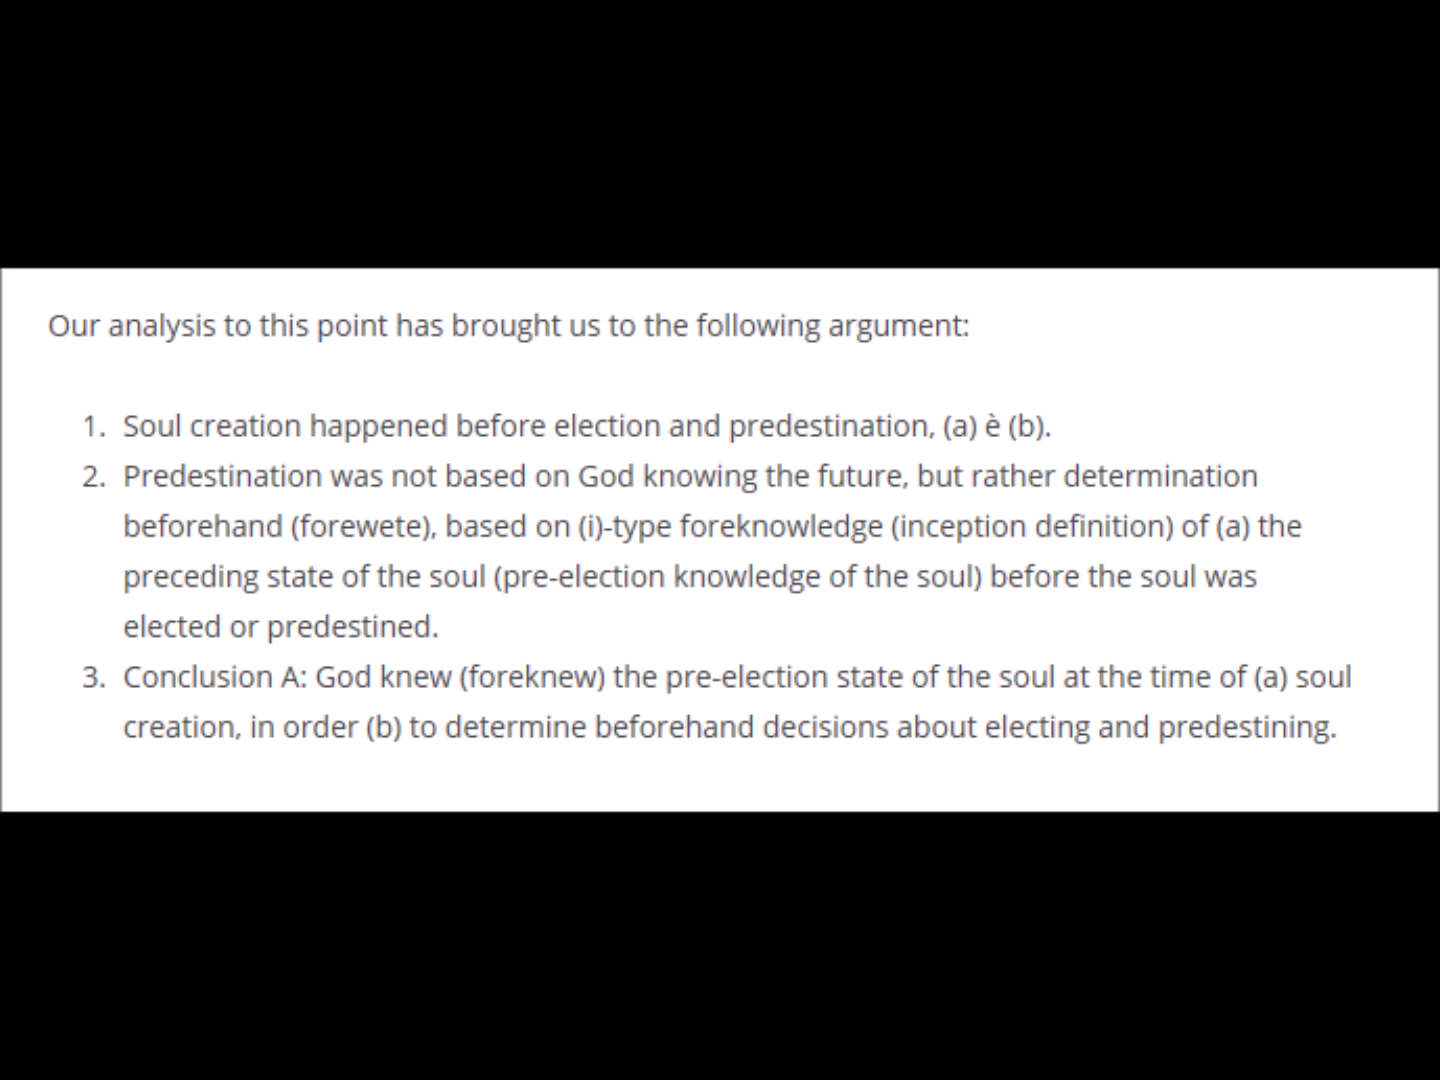 Our analysis to this point has brought us to the following argument:
1. Soul creation happened before election and predestination, (a) è (b).
2. Predestination was not based on God knowing the future, but rather determination
beforehand (forewete), based on (i)-type foreknowledge (inception definition) of (a) the
preceding state of the soul (pre-election knowledge of the soul) before the soul was
elected or predestined.
3. Conclusion A: God knew (foreknew) the pre-election state of the soul at the time of (a) soul
creation, in order (b) to determine beforehand decisions about electing and predestining.